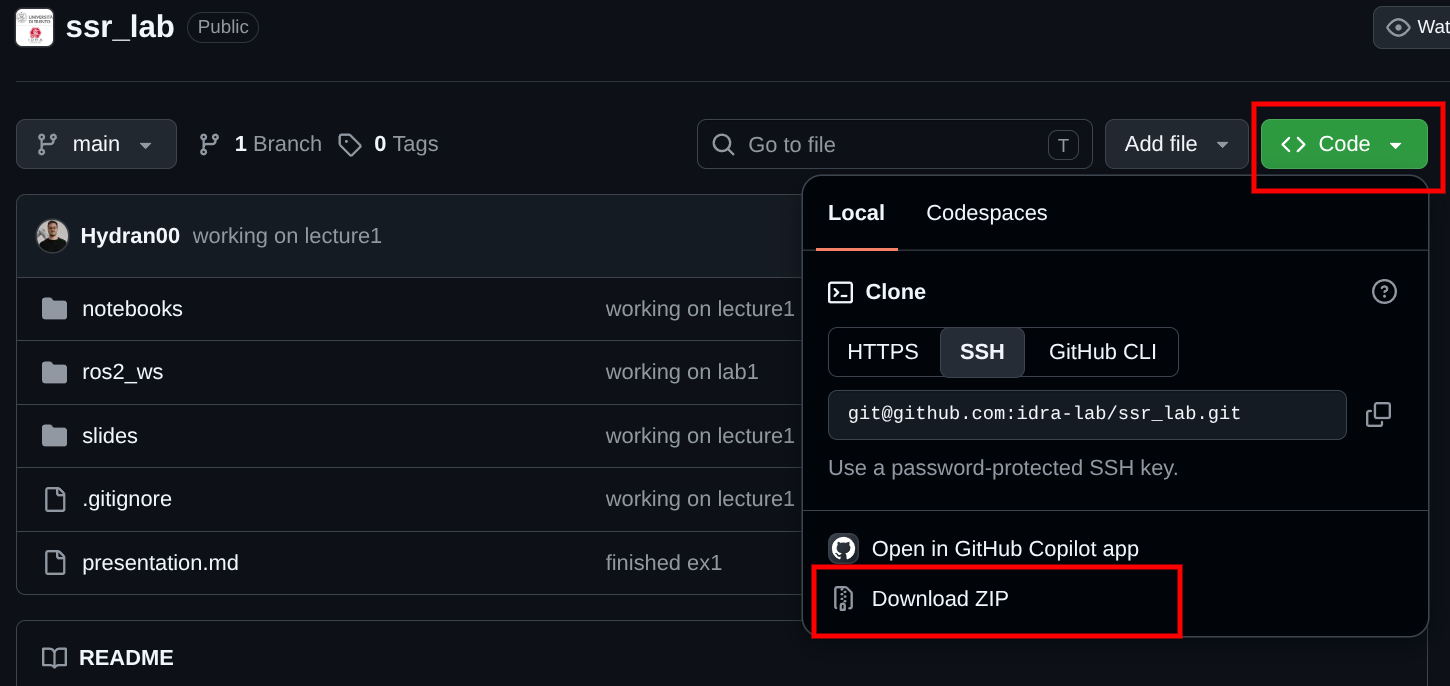 ssr_lab Public
Wat
main 1 Branch 0 Tags Go to file T Add file Code
Local Codespaces
Hydran00 working on lecture1
Clone
notebooks working on lecture1
HTTPS SSH GitHub CLI
ros2_ws working on lab1
git@github.com:idra-lab/ssr_lab.git
slides working on lecture1
Use a password-protected SSH key.
.gitignore working on lecture1
Open in GitHub Copilot app
presentation.md finished ex1
Download ZIP
README